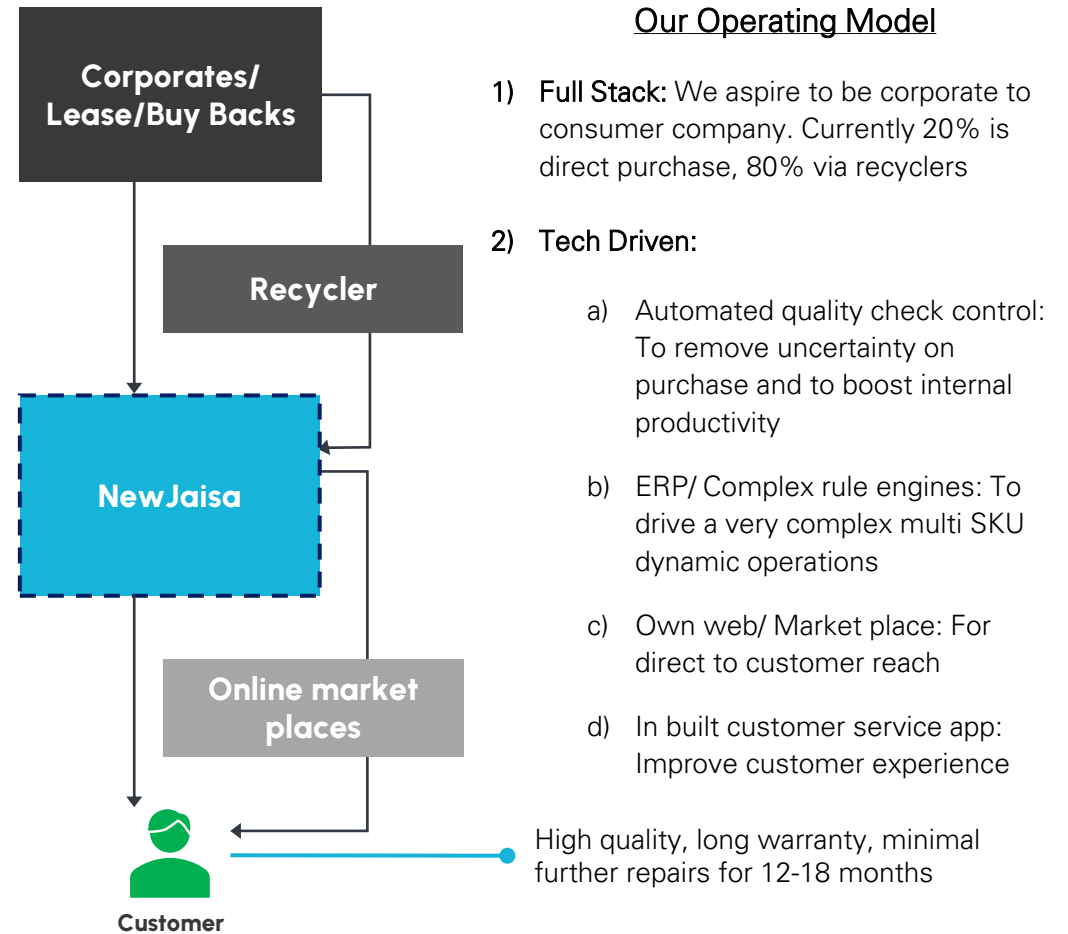 Corporates/
Lease/Buy Backs
Recycler
NewJaisa
Online market
places
Customer
Our Operating Model
1) Full Stack: We aspire to be corporate to
consumer company. Currently 20% is
direct purchase, 80% via recyclers
2) Tech Driven:
a) Automated quality check control:
To remove uncertainty on
purchase and to boost internal
productivity
b) ERP/ Complex rule engines: To
drive a very complex multi SKU
dynamic operations
c) Own web/ Market place: For
direct to customer reach
d) In built customer service app:
Improve customer experience
High quality, long warranty, minimal
further repairs for 12-18 months